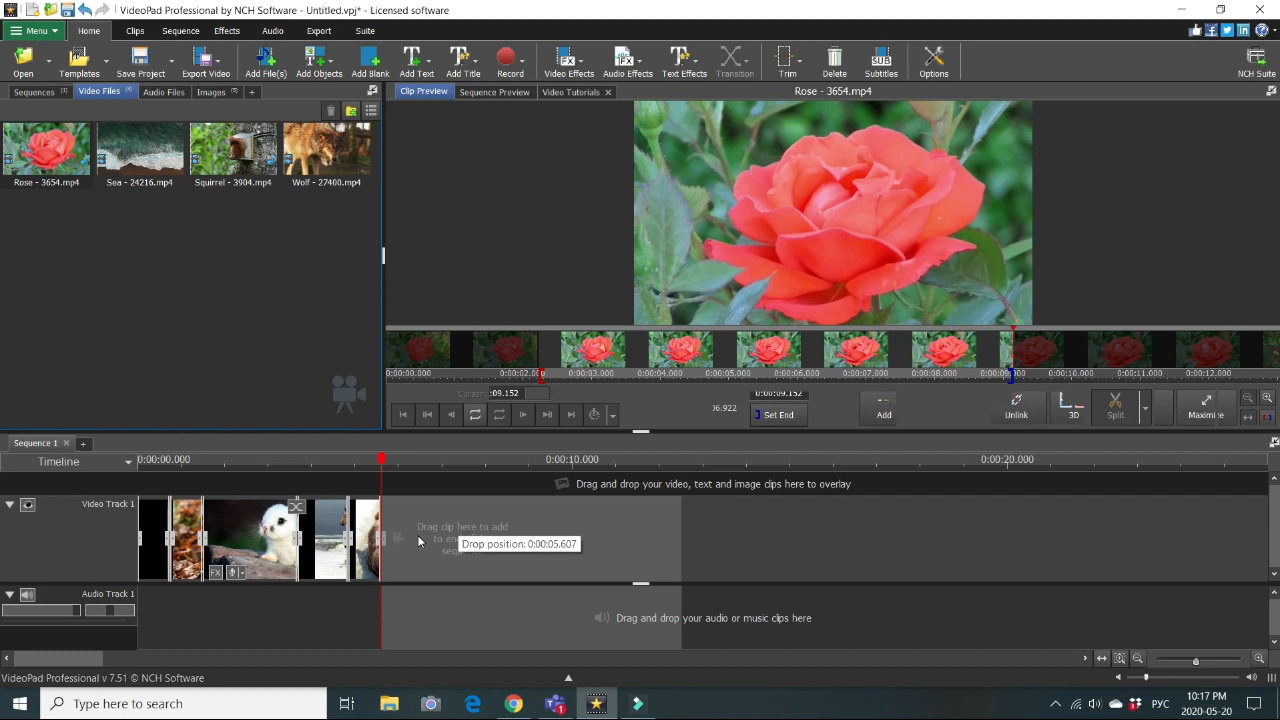 VideoPad Professional by NCH Software - Untitled.vpj* - Licensed software
Menu Home Clips Sequence Effects Audio Export Suite
Open Templates Save Project Export Video Add File(s) Add Objects Add Blank Add Text Add Title Record Video Effects Audio Effects Text Effects Transition Trim Delete Subtitles Options NCH Suite
Sequences (1) Video Files Audio Files Images + Clip Preview Sequence Preview Video Tutorials Rose - 3654.mp4
Rose - 3654.mp4 Sea - 24216.mp4 Squirrel - 3904.mp4 Wolf - 27400.mp4
0:00:00.000 0:00:02.0 0:00:03.000 0:00:04.000 0:00:05.000 0:00:06.000 0:00:07.000 0:00:08.000 0:00:09. 0:00:10.000 0:00:11.000 0:00:12.000
Cursor: :09.152 0:00:09.152
36.922 Set End Add Unlink 3D Split Maximize
Sequence 1 +
Timeline 0:00:00.000 0:00:10.000 0:00:20.000
Drag and drop your video, text and image clips here to overlay
Video Track 1
FX
Drag clip here to add
to en
seq
Drop position: 0:00:05.607
Audio Track 1
Drag and drop your audio or music clips here
VideoPad Professional v 7.51 © NCH Software
Type here to search
РУС
10:17 PM
2020-05-20